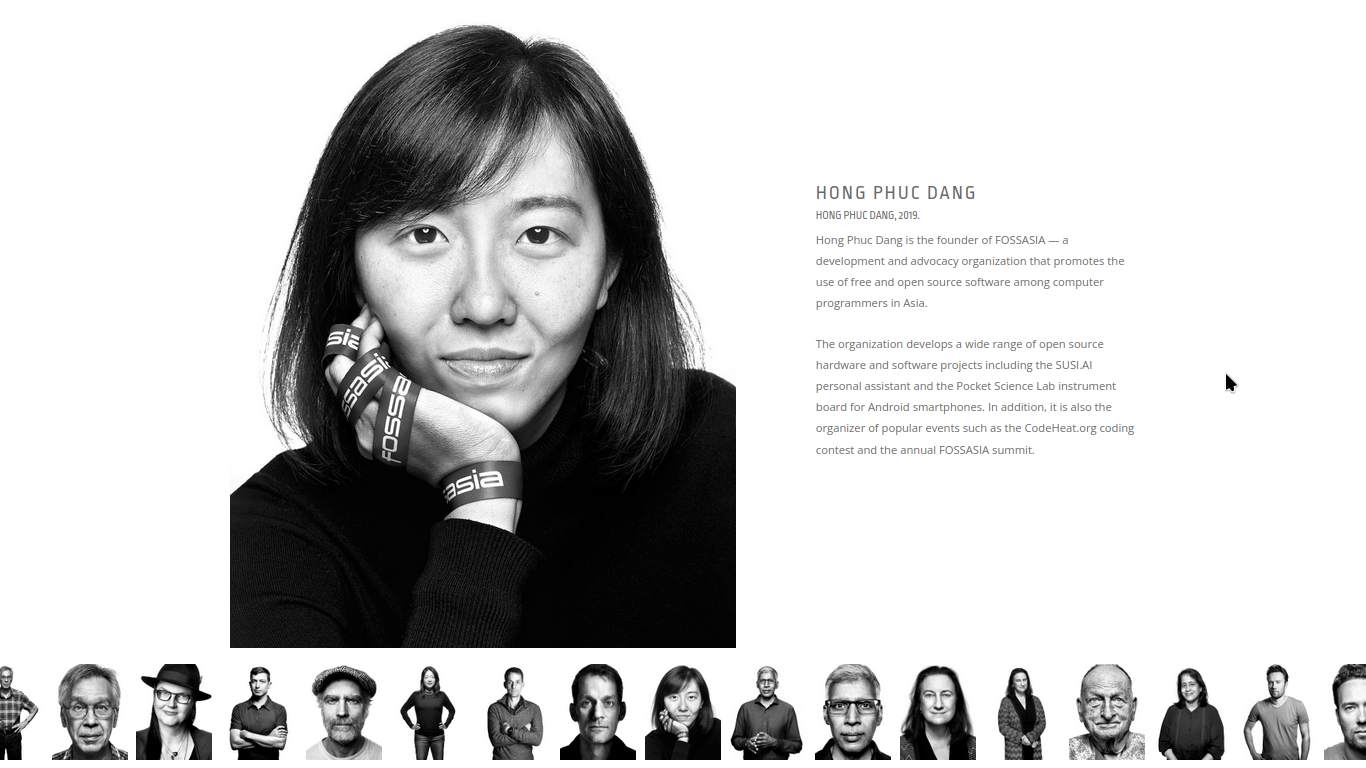 HONG PHUC DANG
HONG PHUC DANG, 2019.
Hong Phuc Dang is the founder of FOSSASIA — a
development and advocacy organization that promotes the
use of free and open source software among computer
programmers in Asia.
The organization develops a wide range of open source
hardware and software projects including the SUSI.AI
personal assistant and the Pocket Science Lab instrument
board for Android smartphones. In addition, it is also the
organizer of popular events such as the CodeHeat.org coding
contest and the annual FOSSASIA summit.
sia
ssasia
fossa
asia